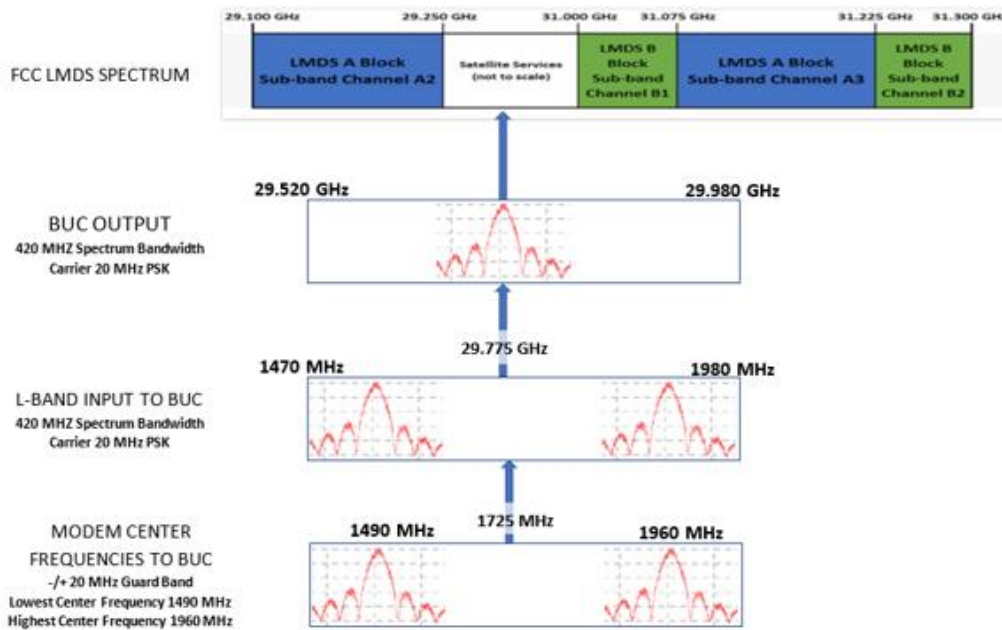 29.100 GHz 29.250 GHz 31.000 GHz 31.075 GHz 31.225 GHz 31.300 GHz
FCC LMDS SPECTRUM
LMDS A Block
Sub-band Channel A2
Satellite Services
(not to scale)
LMDS B
Block
Sub-band
Channel B1
LMDS A Block
Sub-band Channel A3
LMDS B
Block
Sub-band
Channel B2
29.520 GHz 29.980 GHz
BUC OUTPUT
420 MHZ Spectrum Bandwidth
Carrier 20 MHz PSK
29.775 GHz
1470 MHz 1980 MHz
L-BAND INPUT TO BUC
420 MHZ Spectrum Bandwidth
Carrier 20 MHz PSK
1725 MHz
1490 MHz 1960 MHz
MODEM CENTER
FREQUENCIES TO BUC
-/+ 20 MHz Guard Band
Lowest Center Frequency 1490 MHz
Highest Center Frequency 1960 MHz